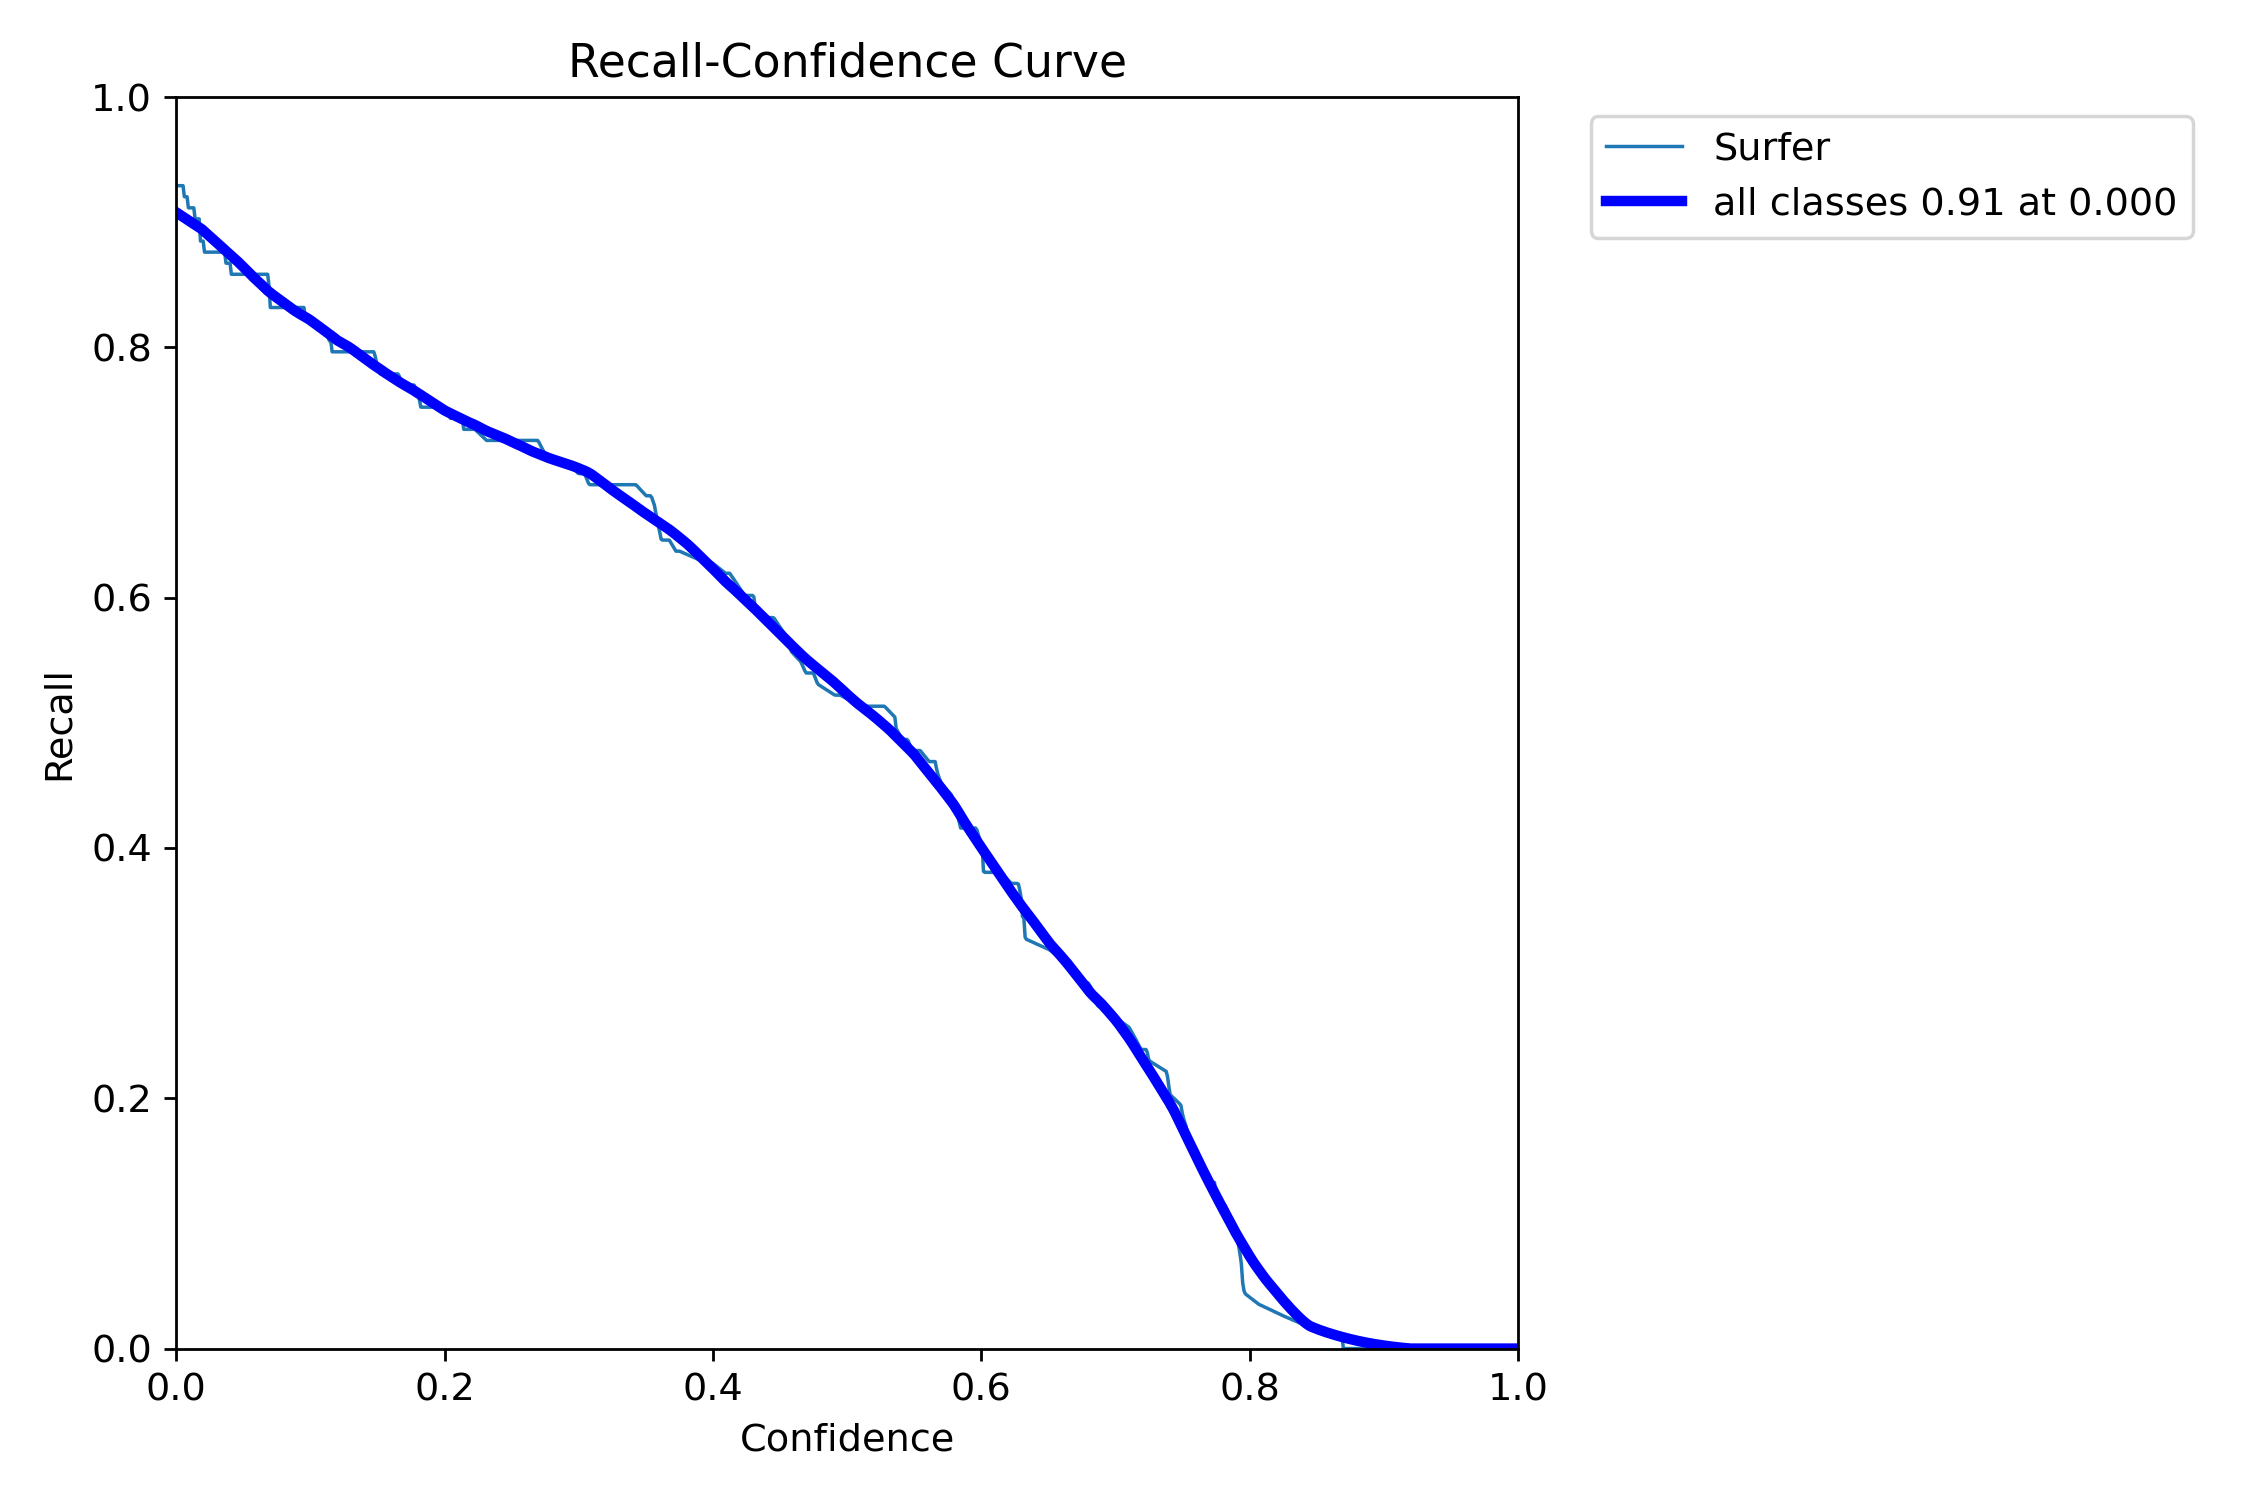 Recall-Confidence Curve
1.0
0.8
0.6
0.4
0.2
0.0
Recall
0.0 0.2 0.4 0.6 0.8 1.0
Confidence
Surfer
all classes 0.91 at 0.000